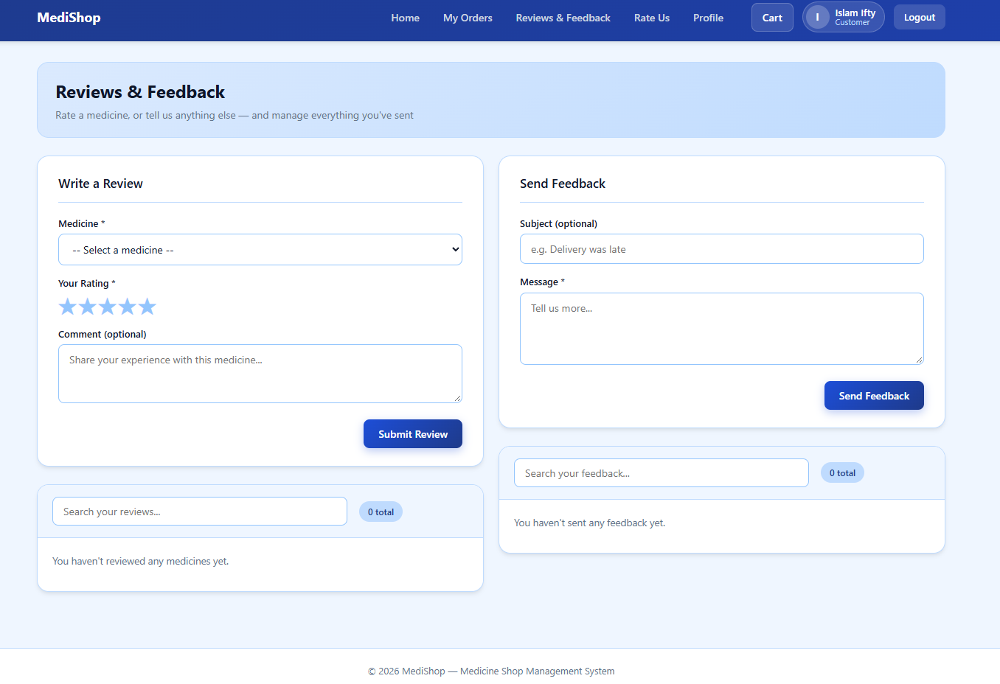 MediShop
Home
My Orders
Reviews & Feedback
Rate Us
Profile
Cart
I
Islam Ifty
Customer
Logout
Reviews & Feedback
Rate a medicine, or tell us anything else — and manage everything you've sent
Write a Review
Medicine *
-- Select a medicine --
Your Rating *
Comment (optional)
Share your experience with this medicine...
Submit Review
Search your reviews...
0 total
You haven't reviewed any medicines yet.
Send Feedback
Subject (optional)
e.g. Delivery was late
Message *
Tell us more...
Send Feedback
Search your feedback...
0 total
You haven't sent any feedback yet.
© 2026 MediShop — Medicine Shop Management System